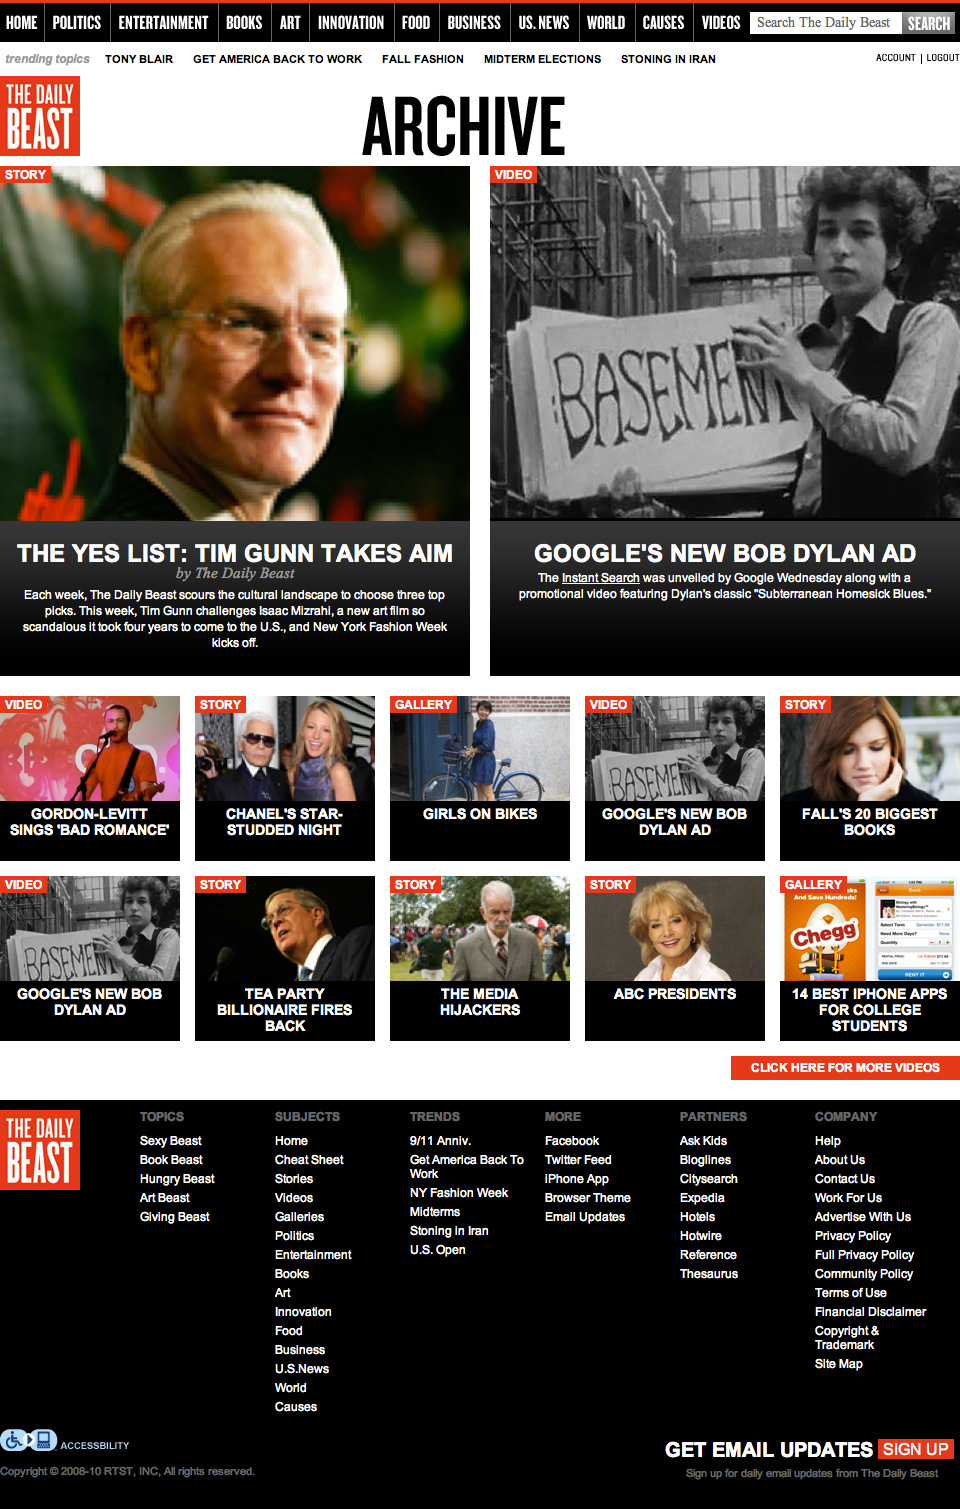 HOME POLITICS ENTERTAINMENT BOOKS ART INNOVATION FOOD BUSINESS U.S. NEWS WORLD CAUSES VIDEOS Search The Daily Beast SEARCH
trending topics TONY BLAIR GET AMERICA BACK TO WORK FALL FASHION MIDTERM ELECTIONS STONING IN IRAN ACCOUNT | LOGOUT
THE DAILY
BEAST
ARCHIVE
STORY
VIDEO
BASEMENT
THE YES LIST: TIM GUNN TAKES AIM
by The Daily Beast
Each week, The Daily Beast scours the cultural landscape to choose three top
picks. This week, Tim Gunn challenges Isaac Mizrahi, a new art film so
scandalous it took four years to come to the U.S., and New York Fashion Week
kicks off.
GOOGLE'S NEW BOB DYLAN AD
The Instant Search was unveiled by Google Wednesday along with a
promotional video featuring Dylan's classic "Subterranean Homesick Blues."
VIDEO
GORDON-LEVITT
SINGS 'BAD ROMANCE'
STORY
CHANEL'S STAR-
STUDDED NIGHT
GALLERY
GIRLS ON BIKES
VIDEO
BASEMENT
GOOGLE'S NEW BOB
DYLAN AD
STORY
FALL'S 20 BIGGEST
BOOKS
VIDEO
BASEMENT
GOOGLE'S NEW BOB
DYLAN AD
STORY
TEA PARTY
BILLIONAIRE FIRES
BACK
STORY
THE MEDIA
HIJACKERS
STORY
ABC PRESIDENTS
GALLERY
And Save Hundreds!
Chegg
Select Term
Need More Days?
Quantity
RENT IT
14 BEST IPHONE APPS
FOR COLLEGE
STUDENTS
CLICK HERE FOR MORE VIDEOS
THE DAILY
BEAST
TOPICS
Sexy Beast
Book Beast
Hungry Beast
Art Beast
Giving Beast
SUBJECTS
Home
Cheat Sheet
Stories
Videos
Galleries
Politics
Entertainment
Books
Art
Innovation
Food
Business
U.S.News
World
Causes
TRENDS
9/11 Anniv.
Get America Back To
Work
NY Fashion Week
Midterms
Stoning in Iran
U.S. Open
MORE
Facebook
Twitter Feed
iPhone App
Browser Theme
Email Updates
PARTNERS
Ask Kids
Bloglines
Citysearch
Expedia
Hotels
Hotwire
Reference
Thesaurus
COMPANY
Help
About Us
Contact Us
Work For Us
Advertise With Us
Privacy Policy
Full Privacy Policy
Community Policy
Terms of Use
Financial Disclaimer
Copyright &
Trademark
Site Map
ACCESSBILITY
Copyright © 2008-10 RTST, INC, All rights reserved.
GET EMAIL UPDATES SIGN UP
Sign up for daily email updates from The Daily Beast